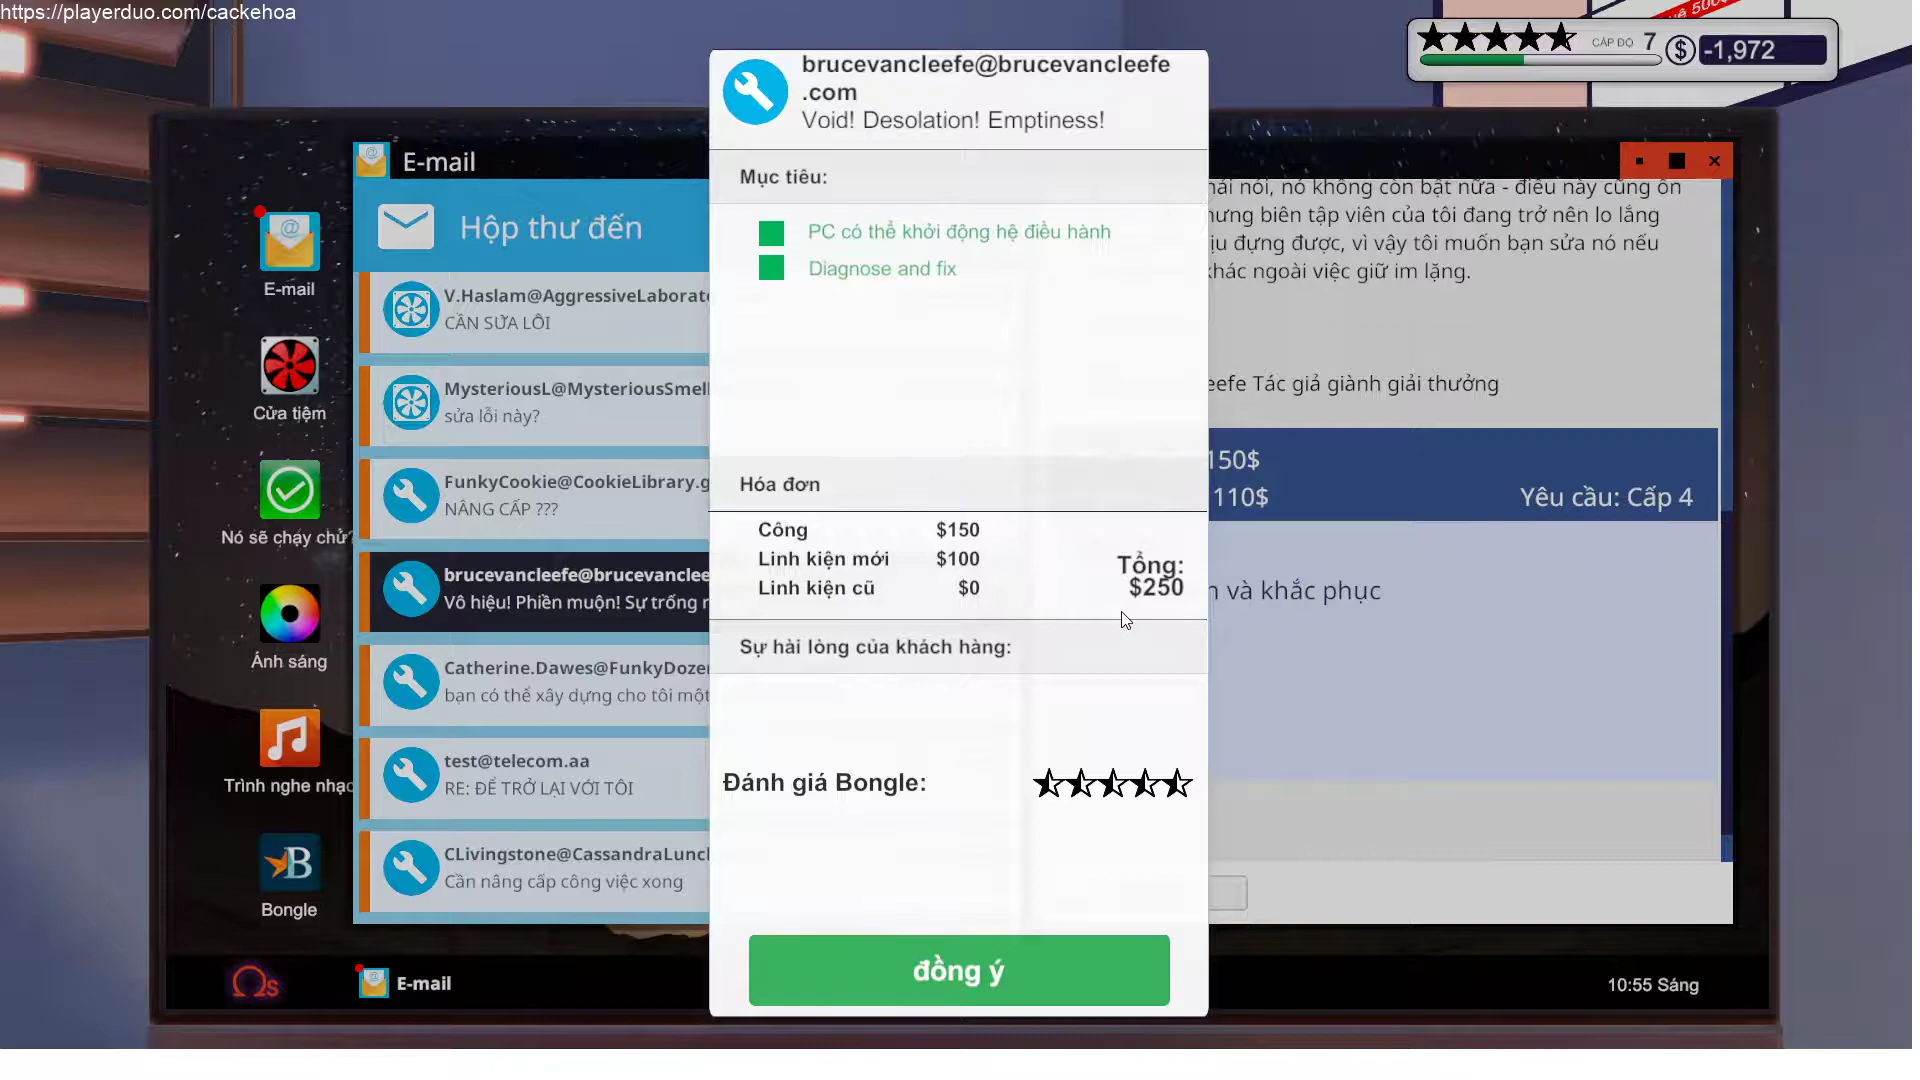 https://playerduo.com/cackehoa
CẤP ĐỘ 7
-1,972
brucevancleefe@brucevancleefe
.com
Void! Desolation! Emptiness!
Mục tiêu:
PC có thể khởi động hệ điều hành
Diagnose and fix
Hóa đơn
Công $150
Linh kiện mới $100
Linh kiện cũ $0
Tổng:
$250
Sự hài lòng của khách hàng:
Đánh giá Bongle:
đồng ý
E-mail
Hộp thư đến
V.Haslam@AggressiveLaborat
CẦN SỬA LỖI
MysteriousL@MysteriousSmel
sửa lỗi này?
FunkyCookie@CookieLibrary.g
NÂNG CẤP ???
brucevancleefe@brucevanclee
Vô hiệu! Phiền muộn! Sự trống
Catherine.Dawes@FunkyDozer
bạn có thể xây dựng cho tôi một
test@telecom.aa
RE: ĐỂ TRỞ LẠI VỚI TÔI
CLivingstone@CassandraLunc
Cần nâng cấp công việc xong
nói, nó không còn bật nữa - điều này cũng ổn
nhưng biên tập viên của tôi đang trở nên lo lắng
ịu đựng được, vì vậy tôi muốn bạn sửa nó nếu
khác ngoài việc giữ im lặng.
eefe Tác giả giành giải thưởng
150$
110$ Yêu cầu: Cấp 4
và khắc phục
E-mail
Cửa tiệm
Nó sẽ chạy chứ?
Ánh sáng
Trình nghe nhạc
Bongle
Ωs
E-mail
10:55 Sáng